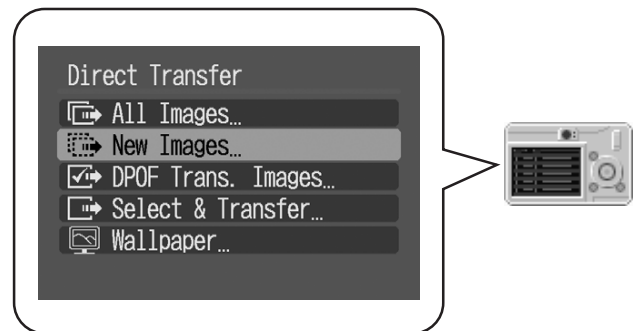 Direct Transfer
All Images…
New Images…
DPOF Trans. Images…
Select & Transfer…
Wallpaper…